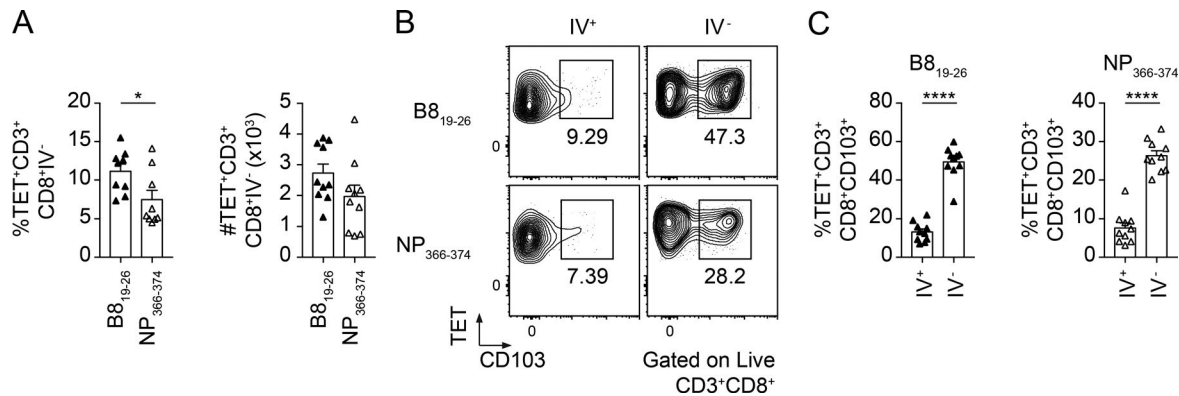 A
%TET⁺CD3⁺
CD8⁺IV⁻
20
15
10
5
0
*
B8₁₉₋₂₆
NP₃₆₆₋₃₇₄
#TET⁺CD3⁺
CD8⁺IV⁻ (x10³)
5
4
3
2
1
0
B8₁₉₋₂₆
NP₃₆₆₋₃₇₄
B
IV⁺
IV⁻
B8₁₉₋₂₆
0
9.29
47.3
NP₃₆₆₋₃₇₄
0
7.39
28.2
0
0
TET
CD103
Gated on Live
CD3⁺CD8⁺
C
B8₁₉₋₂₆
****
%TET⁺CD3⁺
CD8⁺CD103⁺
80
60
40
20
0
IV⁺
IV⁻
NP₃₆₆₋₃₇₄
****
%TET⁺CD3⁺
CD8⁺CD103⁺
40
30
20
10
0
IV⁺
IV⁻